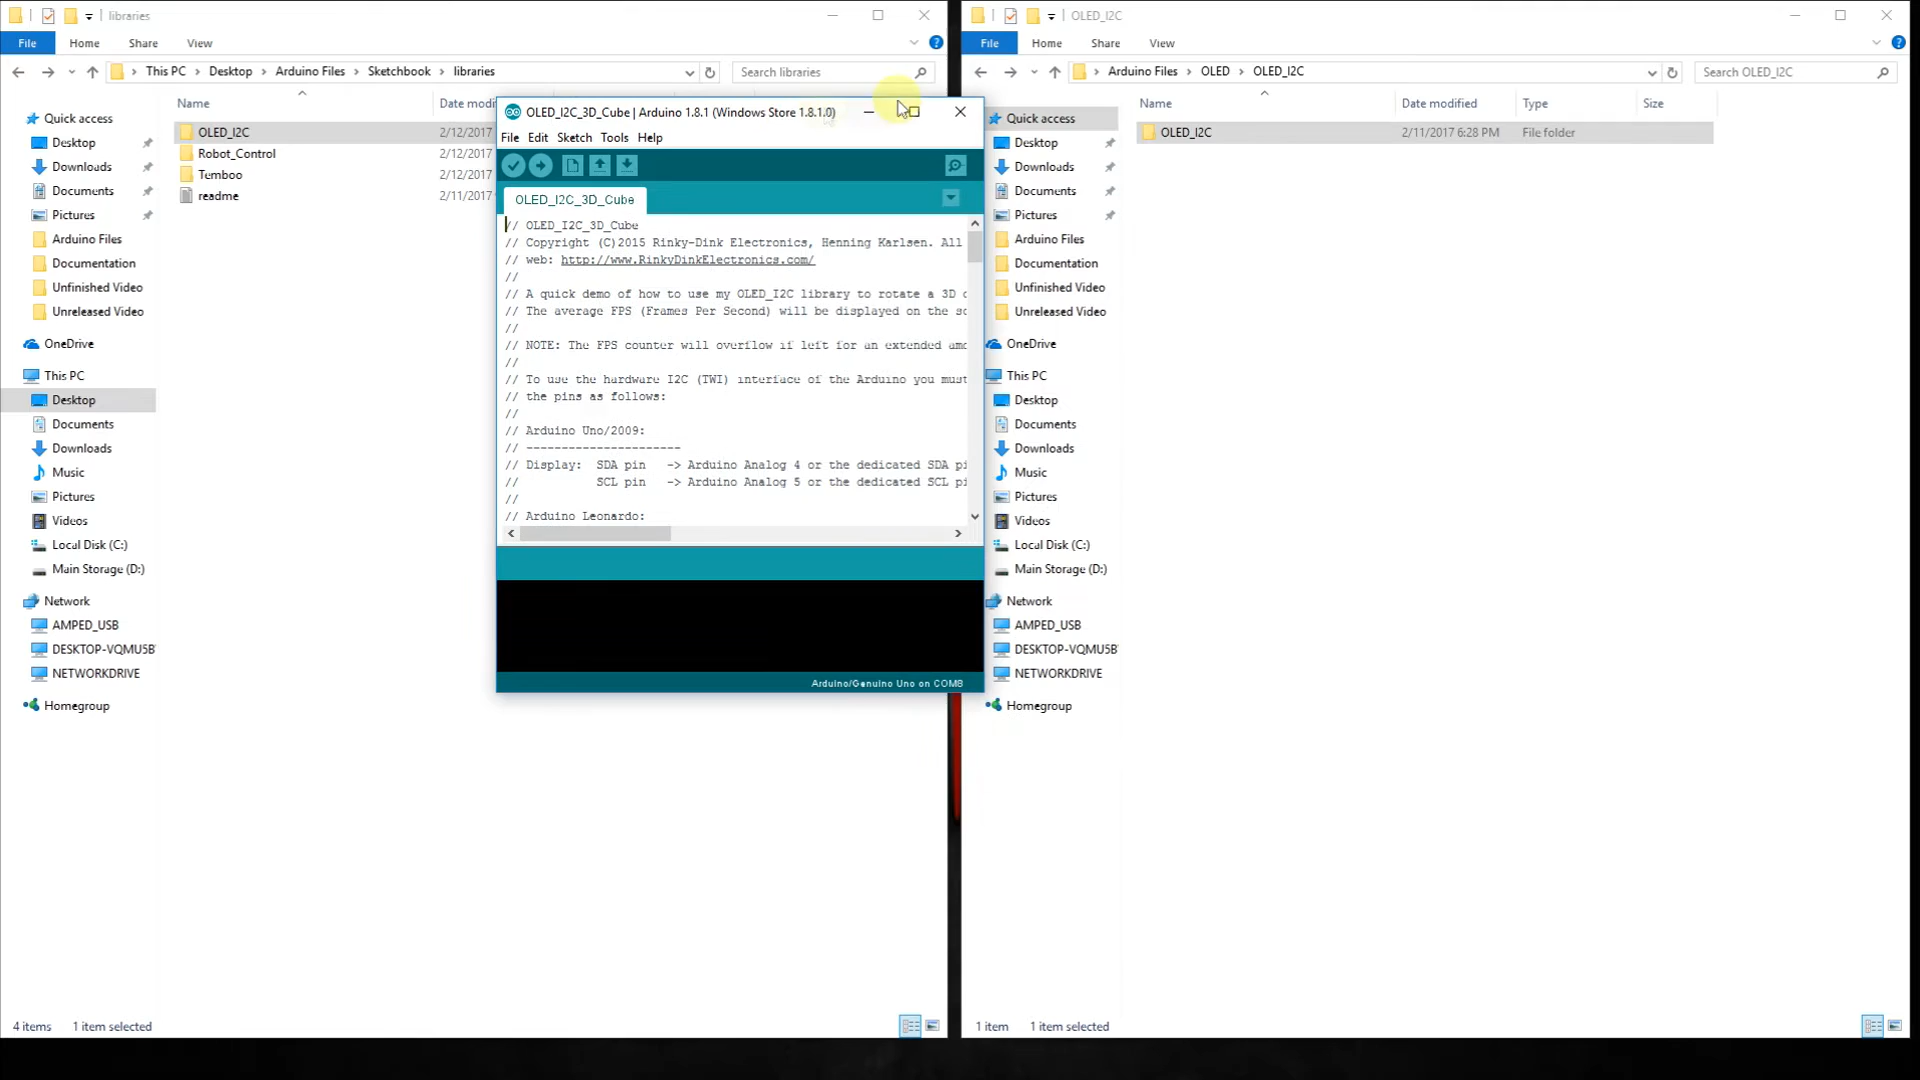 libraries
File Home Share View
This PC > Desktop > Arduino Files > Sketchbook > libraries
Search libraries
Name
Date modi
Quick access
Desktop
Downloads
Documents
Pictures
Arduino Files
Documentation
Unfinished Video
Unreleased Video
OneDrive
This PC
Desktop
Documents
Downloads
Music
Pictures
Videos
Local Disk (C:)
Main Storage (D:)
Network
AMPED_USB
DESKTOP-VQMU5B
NETWORKDRIVE
Homegroup
OLED_I2C 2/12/2017
Robot_Control 2/12/2017
Temboo 2/12/2017
readme 2/11/2017
4 items 1 item selected
OLED_I2C_3D_Cube | Arduino 1.8.1 (Windows Store 1.8.1.0)
File Edit Sketch Tools Help
OLED_I2C_3D_Cube
// OLED_I2C_3D_Cube
// Copyright (C)2015 Rinky-Dink Electronics, Henning Karlsen. All
// web: http://www.RinkyDinkElectronics.com/
//
// A quick demo of how to use my OLED_I2C library to rotate a 3D c
// The average FPS (Frames Per Second) will be displayed on the sc
//
// NOTE: The FPS counter will overflow if left for an extended amo
//
// To use the hardware I2C (TWI) interface of the Arduino you must
// the pins as follows:
//
// Arduino Uno/2009:
// ----------------------
// Display: SDA pin -> Arduino Analog 4 or the dedicated SDA pi
// SCL pin -> Arduino Analog 5 or the dedicated SCL pi
//
// Arduino Leonardo:
Arduino/Genuino Uno on COM8
OLED_I2C
File Home Share View
Arduino Files > OLED > OLED_I2C
Search OLED_I2C
Name Date modified Type Size
OLED_I2C 2/11/2017 6:28 PM File folder
Quick access
Desktop
Downloads
Documents
Pictures
Arduino Files
Documentation
Unfinished Video
Unreleased Video
OneDrive
This PC
Desktop
Documents
Downloads
Music
Pictures
Videos
Local Disk (C:)
Main Storage (D:)
Network
AMPED_USB
DESKTOP-VQMU5B
NETWORKDRIVE
Homegroup
1 item 1 item selected